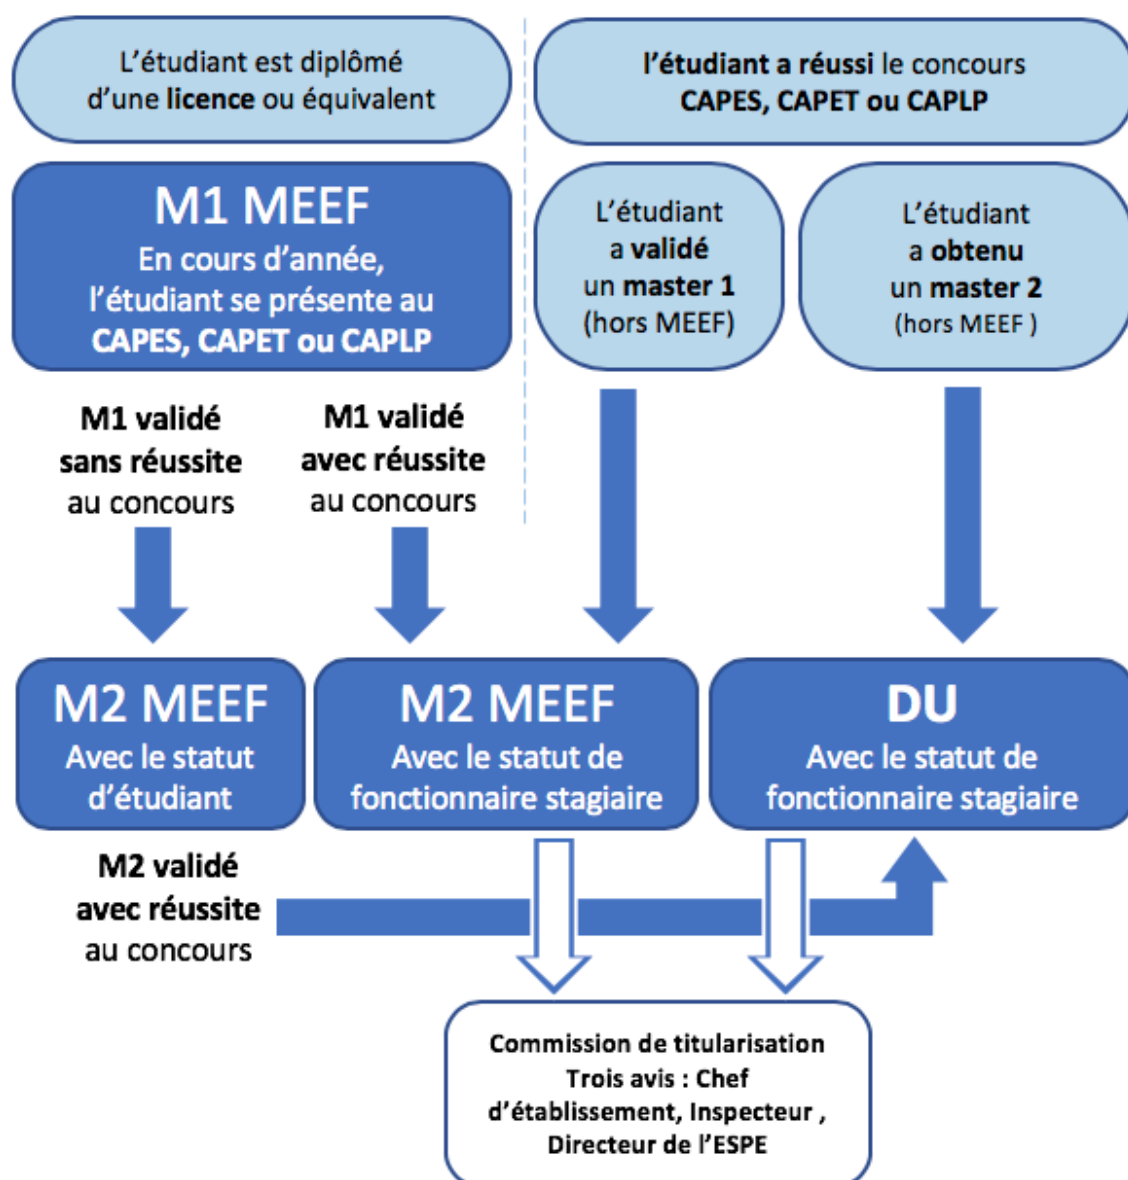 L'étudiant est diplômé
d'une licence ou équivalent
l'étudiant a réussi le concours
CAPES, CAPET ou CAPLP
M1 MEEF
En cours d'année,
l'étudiant se présente au
CAPES, CAPET ou CAPLP
L'étudiant
a validé
un master 1
(hors MEEF)
L'étudiant
a obtenu
un master 2
(hors MEEF )
M1 validé
sans réussite
au concours
M1 validé
avec réussite
au concours
M2 MEEF
Avec le statut
d'étudiant
M2 MEEF
Avec le statut de
fonctionnaire stagiaire
DU
Avec le statut de
fonctionnaire stagiaire
M2 validé
avec réussite
au concours
Commission de titularisation
Trois avis : Chef
d'établissement, Inspecteur ,
Directeur de l'ESPE